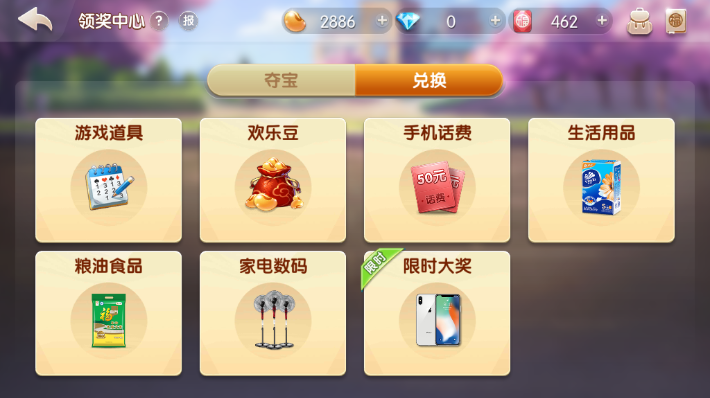 领奖中心 ? 报 2886 + 0 + 462 +
夺宝 兑换
游戏道具 欢乐豆 手机话费 生活用品
50元
话费
粮油食品 家电数码 限时 限时大奖
福